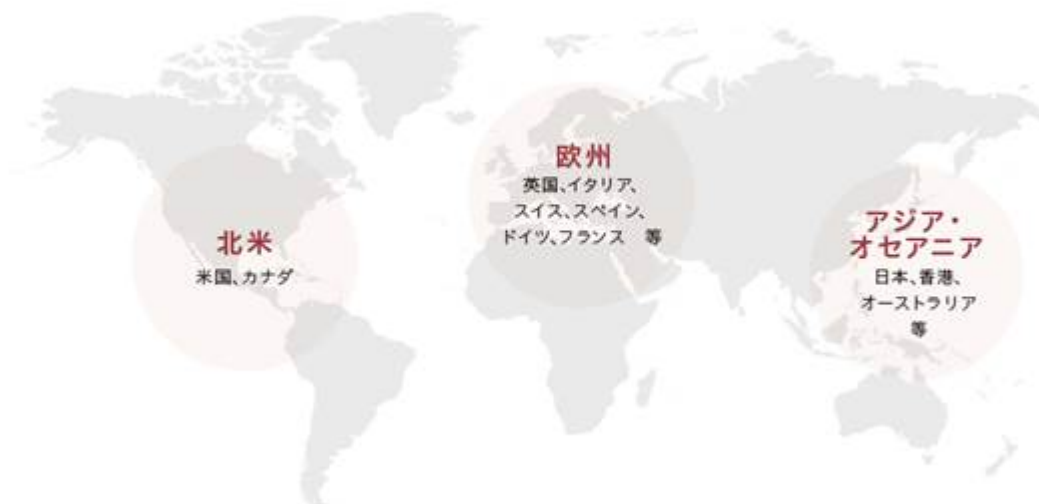 北米
米国、カナダ
欧州
英国、イタリア、
スイス、スペイン、
ドイツ、フランス 等
アジア・
オセアニア
日本、香港、
オーストラリア
等